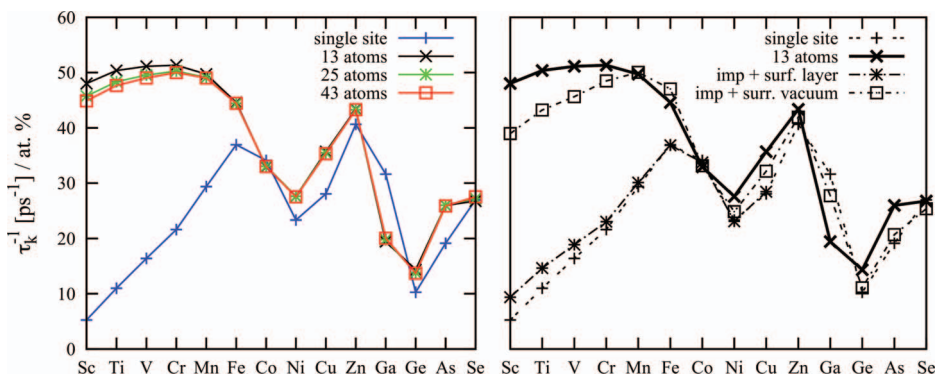 τk⁻¹ [ps⁻¹] / at. %
60
50
40
30
20
10
0
single site
13 atoms
25 atoms
43 atoms
Sc Ti V Cr Mn Fe Co Ni Cu Zn Ga Ge As Se
single site
13 atoms
imp + surf. layer
imp + surr. vacuum
Sc Ti V Cr Mn Fe Co Ni Cu Zn Ga Ge As Se